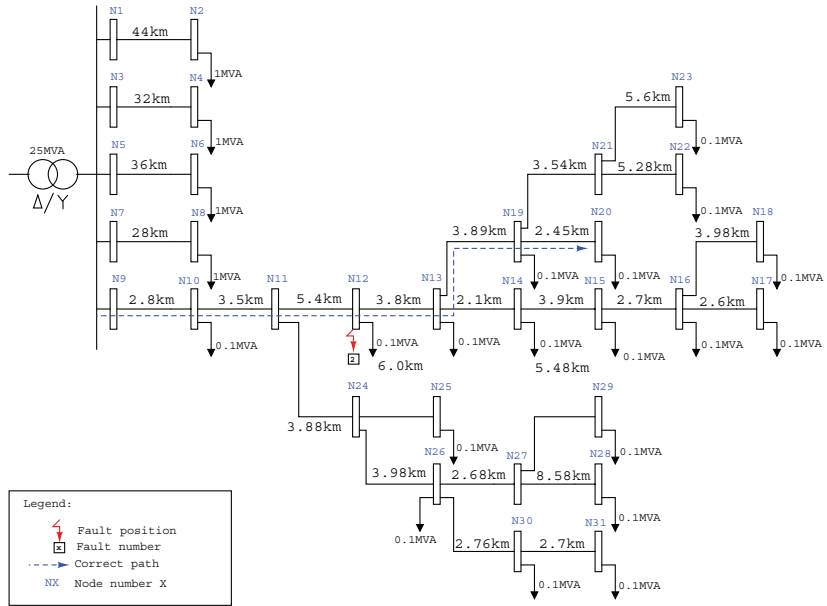 N1 N2
44km
1MVA
N3 N4
32km
1MVA
N23
5.6km
0.1MVA
25MVA
Δ/Y
N5 N6
36km
1MVA
N21 N22
3.54km 5.28km
0.1MVA
N7 N8
28km
1MVA
N19 N20
3.89km 2.45km
0.1MVA 0.1MVA
N18
3.98km
0.1MVA
N9 N10 N11 N12 N13 N14 N15 N16 N17
2.8km 3.5km 5.4km 3.8km 2.1km 3.9km 2.7km 2.6km
0.1MVA 0.1MVA 0.1MVA 0.1MVA 0.1MVA 0.1MVA 0.1MVA
2
6.0km 5.48km
N24 N25 N29
3.88km
0.1MVA 0.1MVA
N26 N27 N28
3.98km 2.68km 8.58km
0.1MVA 0.1MVA
N30 N31
2.76km 2.7km
0.1MVA 0.1MVA
Legend:
Fault position
x Fault number
Correct path
NX Node number X